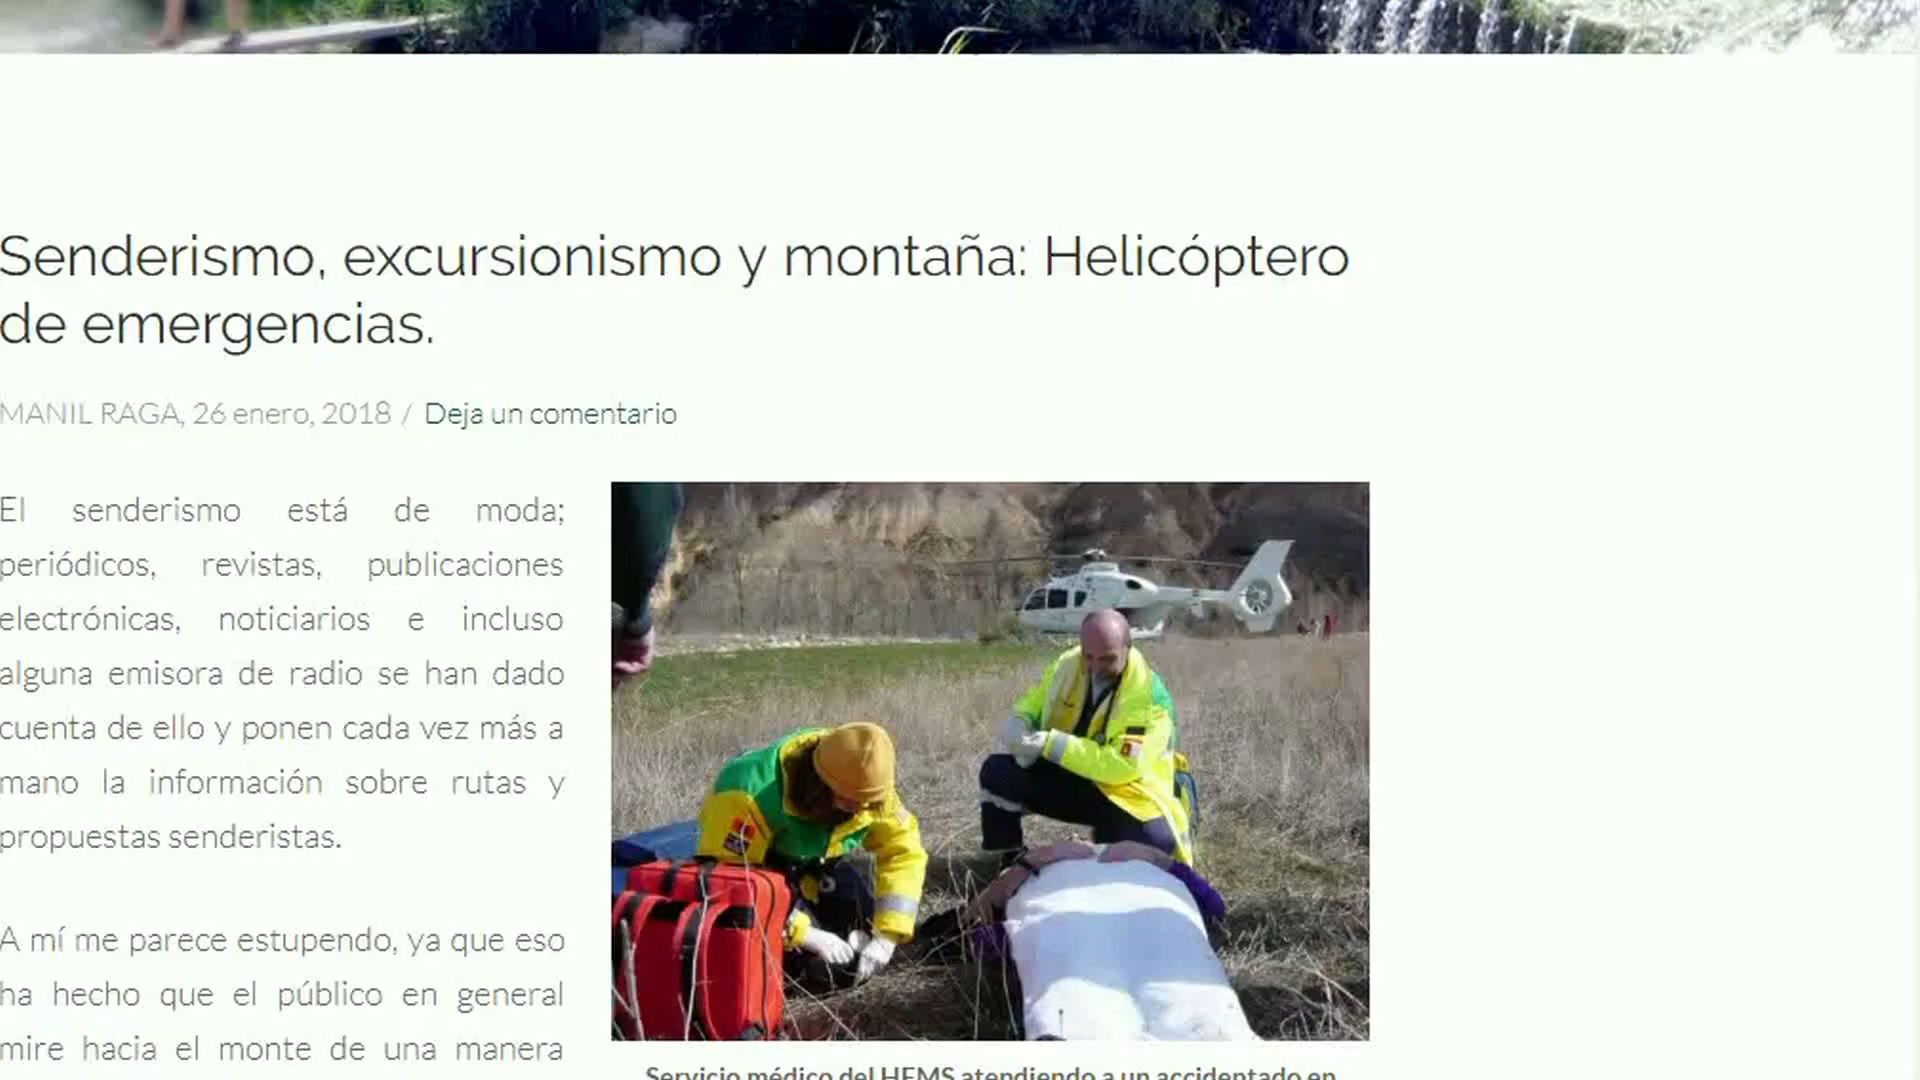 Senderismo, excursionismo y montaña: Helicóptero
de emergencias.
MANIL RAGA, 26 enero, 2018 / Deja un comentario
El senderismo está de moda;
periódicos, revistas, publicaciones
electrónicas, noticiarios e incluso
alguna emisora de radio se han dado
cuenta de ello y ponen cada vez más a
mano la información sobre rutas y
propuestas senderistas.
A mí me parece estupendo, ya que eso
ha hecho que el público en general
mire hacia el monte de una manera
Servicio médico del HEMS atendiendo a un accidentado en